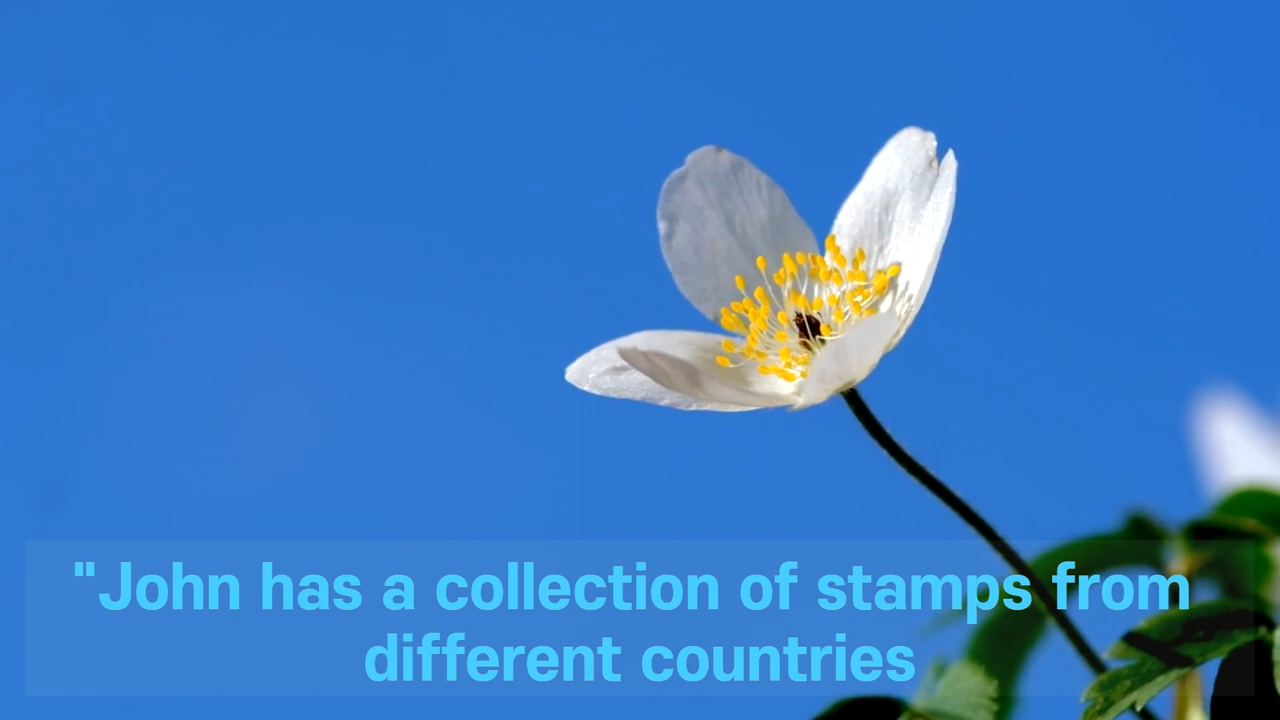 "John has a collection of stamps from
different countries